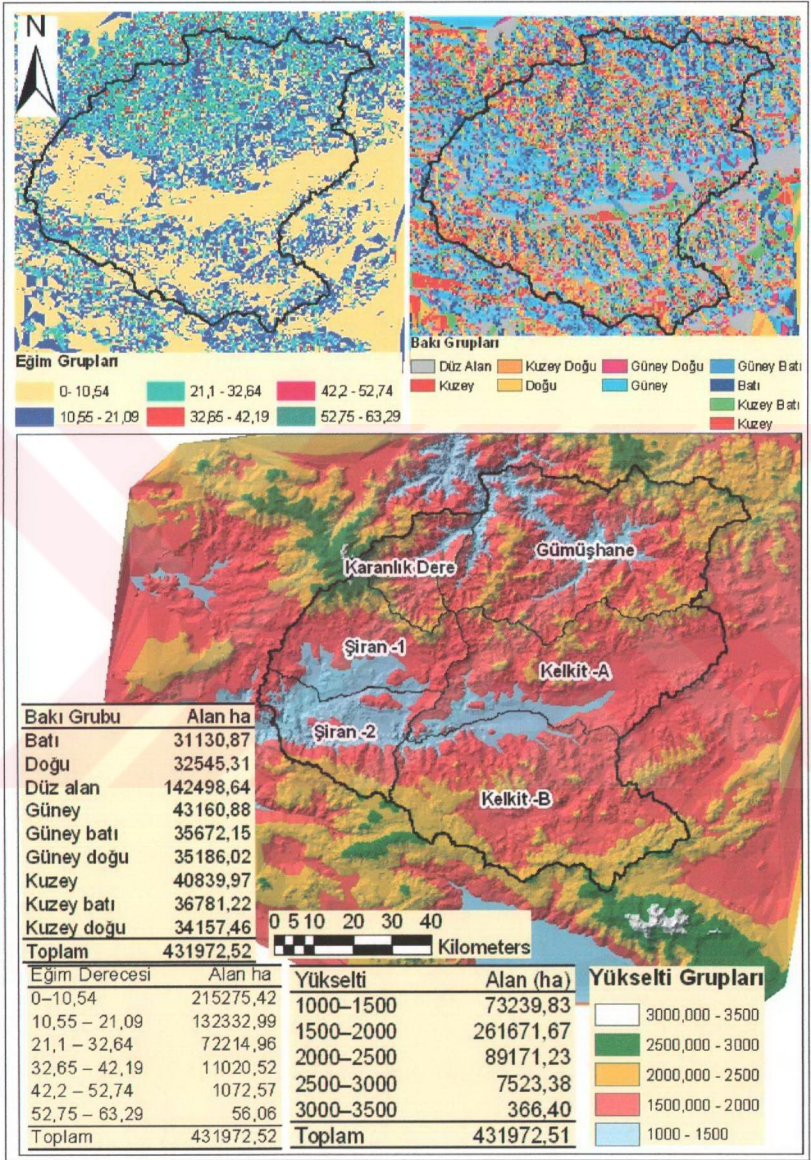 N
Eğim Grupları
0- 10,54
21,1 - 32,64
42,2 - 52,74
10,55 - 21,09
32,65 - 42,19
52,75 - 63,29
Bakı Grupları
Düz Alan
Kuzey Doğu
Güney Doğu
Güney Batı
Kuzey
Doğu
Güney
Batı
Kuzey Batı
Kuzey
Karanlık Dere
Gümüşhane
Şiran -1
Kelkit -A
Şiran -2
Kelkit -B
Bakı Grubu Alan ha
Batı 31130,87
Doğu 32545,31
Düz alan 142498,64
Güney 43160,88
Güney batı 35672,15
Güney doğu 35186,02
Kuzey 40839,97
Kuzey batı 36781,22
Kuzey doğu 34157,46
Toplam 431972,52
0 5 10 20 30 40
Kilometers
Eğim Derecesi Alan ha
0–10,54 215275,42
10,55 – 21,09 132332,99
21,1 – 32,64 72214,96
32,65 – 42,19 11020,52
42,2 – 52,74 1072,57
52,75 – 63,29 56,06
Toplam 431972,52
Yükselti Alan (ha)
1000–1500 73239,83
1500–2000 261671,67
2000–2500 89171,23
2500–3000 7523,38
3000–3500 366,40
Toplam 431972,51
Yükselti Grupları
3000,000 - 3500
2500,000 - 3000
2000,000 - 2500
1500,000 - 2000
1000 - 1500